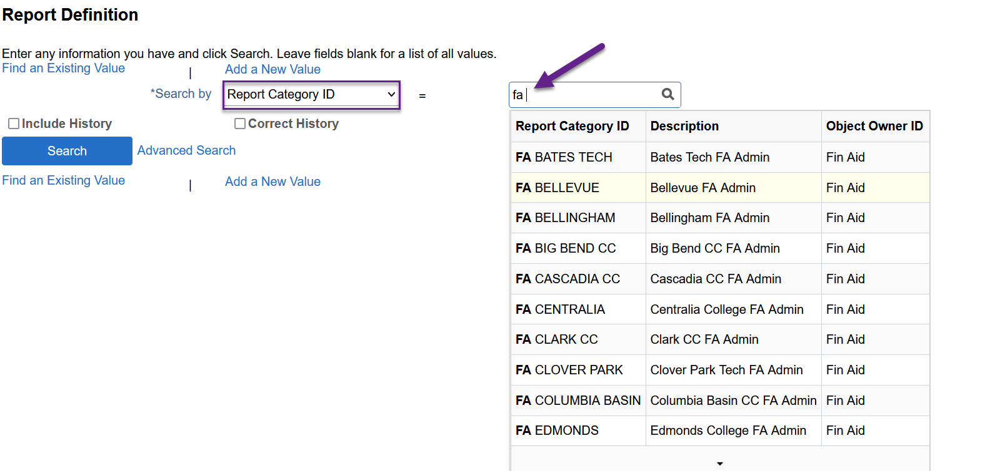 Report Definition
Enter any information you have and click Search. Leave fields blank for a list of all values.
Find an Existing Value | Add a New Value
*Search by Report Category ID = fa
Include History Correct History
Search Advanced Search
Find an Existing Value | Add a New Value
Report Category ID Description Object Owner ID
FA BATES TECH Bates Tech FA Admin Fin Aid
FA BELLEVUE Bellevue FA Admin Fin Aid
FA BELLINGHAM Bellingham FA Admin Fin Aid
FA BIG BEND CC Big Bend CC FA Admin Fin Aid
FA CASCADIA CC Cascadia CC FA Admin Fin Aid
FA CENTRALIA Centralia College FA Admin Fin Aid
FA CLARK CC Clark CC FA Admin Fin Aid
FA CLOVER PARK Clover Park Tech FA Admin Fin Aid
FA COLUMBIA BASIN Columbia Basin CC FA Admin Fin Aid
FA EDMONDS Edmonds College FA Admin Fin Aid